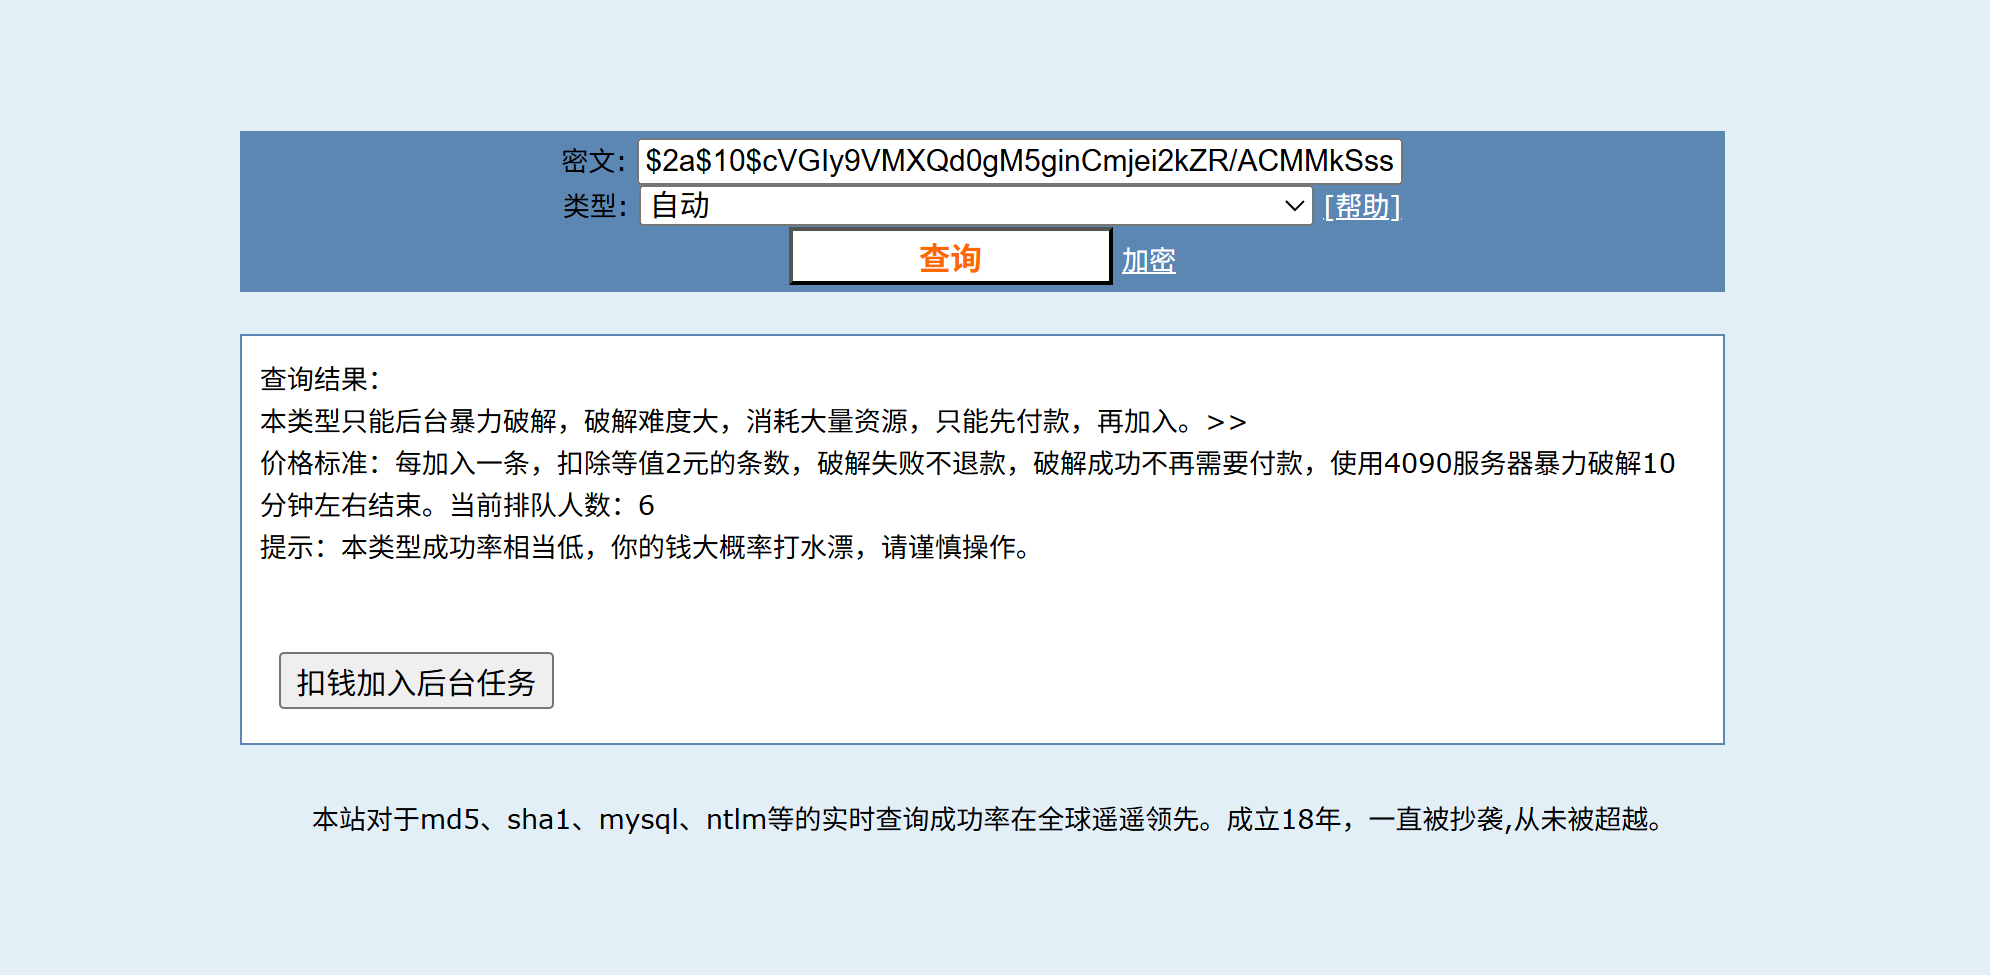 密文: $2a$10$cVGIy9VMXQd0gM5ginCmjei2kZR/ACMMkSss
类型: 自动 [帮助]
查询 加密
查询结果：
本类型只能后台暴力破解，破解难度大，消耗大量资源，只能先付款，再加入。>>
价格标准：每加入一条，扣除等值2元的条数，破解失败不退款，破解成功不再需要付款，使用4090服务器暴力破解10
分钟左右结束。当前排队人数：6
提示：本类型成功率相当低，你的钱大概率打水漂，请谨慎操作。
扣钱加入后台任务
本站对于md5、sha1、mysql、ntlm等的实时查询成功率在全球遥遥领先。成立18年，一直被抄袭,从未被超越。